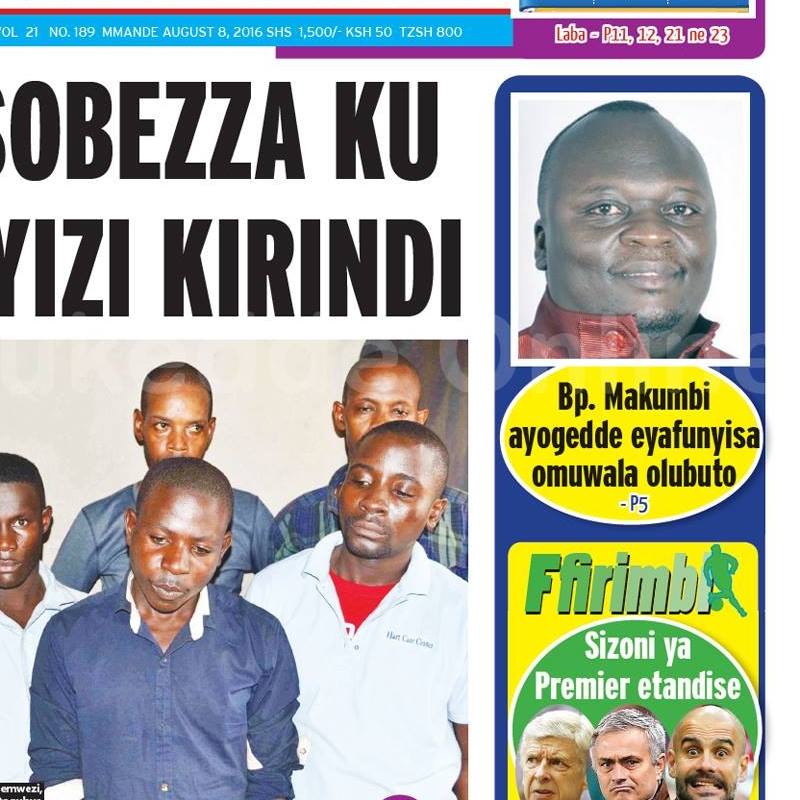 VOL 21 NO. 189 MMANDE AUGUST 8, 2016 SHS 1,500/- KSH 50 TZSH 800
Laba - P.11, 12, 21 ne 23
SOBEZZA KU
YIZI KIRINDI
Bp. Makumbi
ayogedde eyafunyisa
omuwala olubuto
- P5
Ffirimbi
Sizoni ya
Premier etandise
Hart Care Center
emwezi,